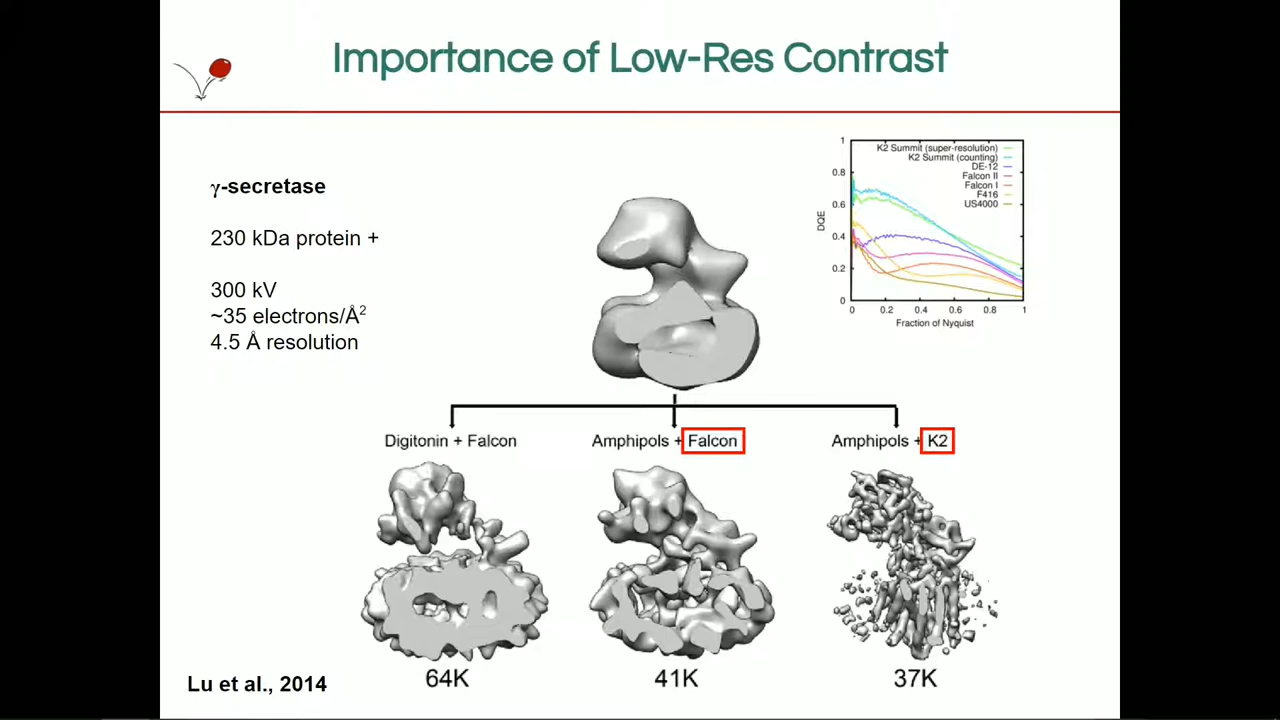 Importance of Low-Res Contrast
γ-secretase
230 kDa protein +
300 kV
~35 electrons/Å²
4.5 Å resolution
1
0.8
0.6
0.4
0.2
0
DQE
K2 Summit (super-resolution)
K2 Summit (counting)
DE-12
Falcon II
Falcon I
F416
US4000
0 0.2 0.4 0.6 0.8 1
Fraction of Nyquist
Digitonin + Falcon
Amphipols + Falcon
Amphipols + K2
64K
41K
37K
Lu et al., 2014